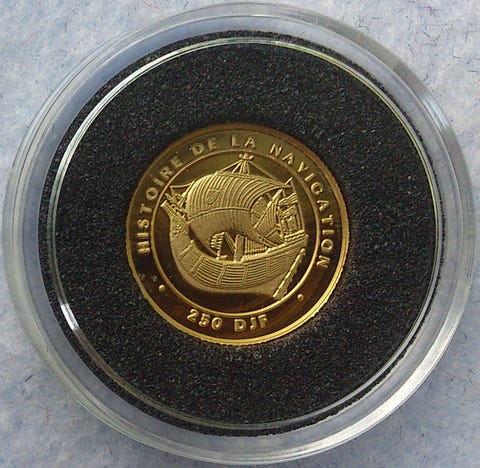 HISTOIRE DE LA NAVIGATION
250 DJF